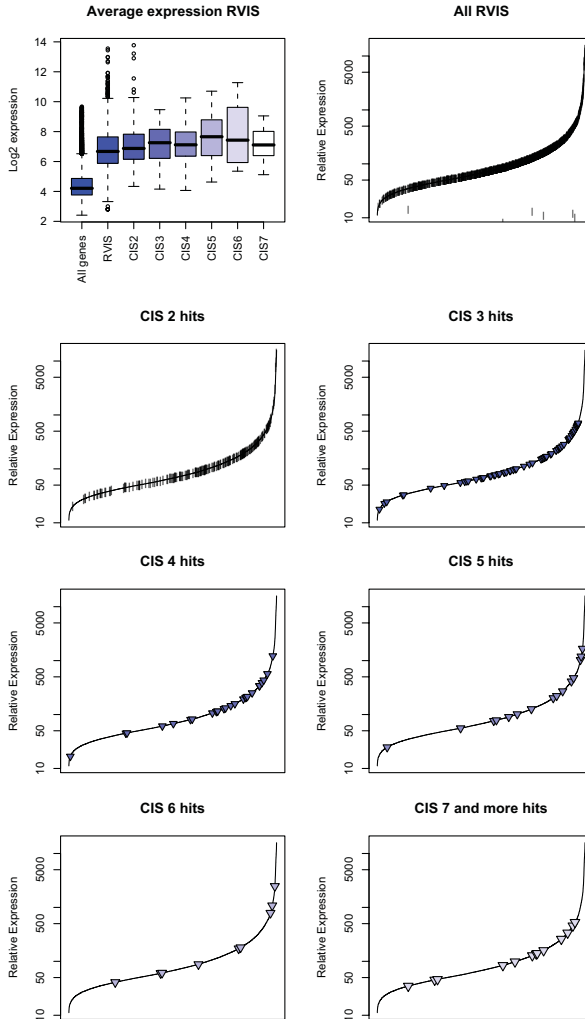 Average expression RVIS
Log2 expression
14
12
10
8
6
4
2
All genes
RVIS
CIS2
CIS3
CIS4
CIS5
CIS6
CIS7
All RVIS
Relative Expression
5000
500
50
10
CIS 2 hits
Relative Expression
5000
500
50
10
CIS 3 hits
Relative Expression
5000
500
50
10
CIS 4 hits
Relative Expression
5000
500
50
10
CIS 5 hits
Relative Expression
5000
500
50
10
CIS 6 hits
Relative Expression
5000
500
50
10
CIS 7 and more hits
Relative Expression
5000
500
50
10